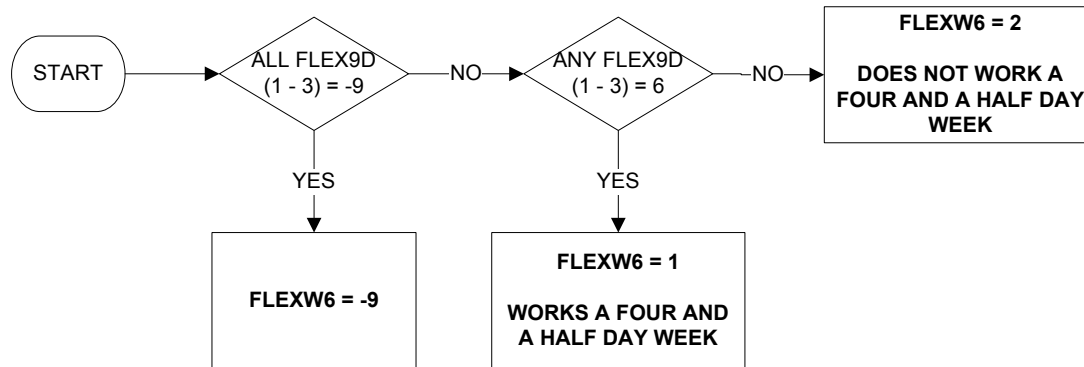 START
ALL FLEX9D
(1 - 3) = -9
NO
ANY FLEX9D
(1 - 3) = 6
NO
FLEXW6 = 2
DOES NOT WORK A
FOUR AND A HALF DAY
WEEK
YES
YES
FLEXW6 = -9
FLEXW6 = 1
WORKS A FOUR AND
A HALF DAY WEEK